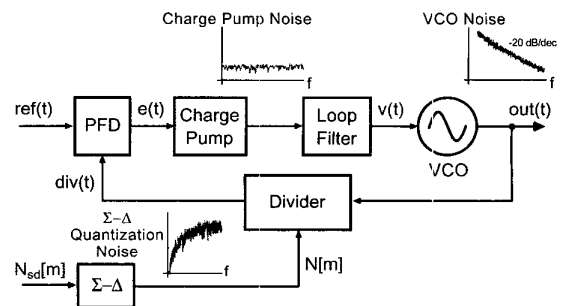 Charge Pump Noise
VCO Noise
-20 dB/dec
f
f
ref(t)
PFD
e(t)
Charge
Pump
Loop
Filter
v(t)
out(t)
VCO
div(t)
Divider
Σ–Δ
Quantization
Noise
f
N[m]
Nsd[m]
Σ–Δ